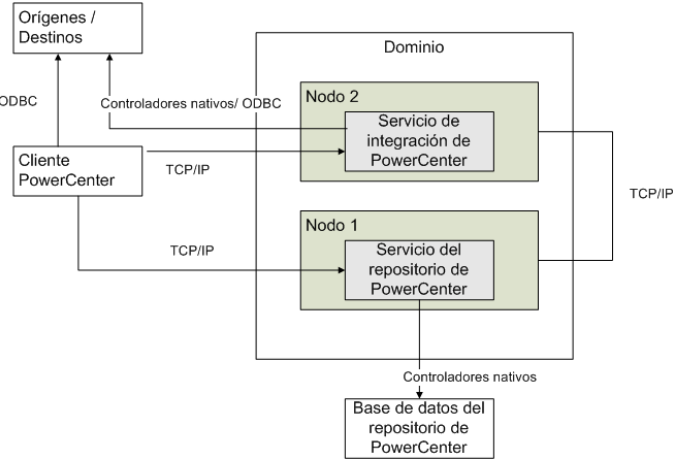 Orígenes /
Destinos
Dominio
ODBC
Controladores nativos/ ODBC
Nodo 2
Servicio de
integración de
PowerCenter
Cliente
PowerCenter
TCP/IP
TCP/IP
Nodo 1
TCP/IP
Servicio del
repositorio de
PowerCenter
Controladores nativos
Base de datos del
repositorio de
PowerCenter